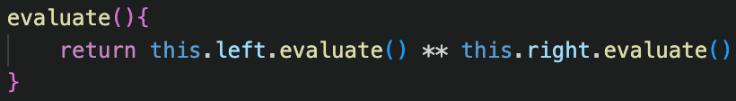 evaluate(){
return this.left.evaluate() ** this.right.evaluate()
}